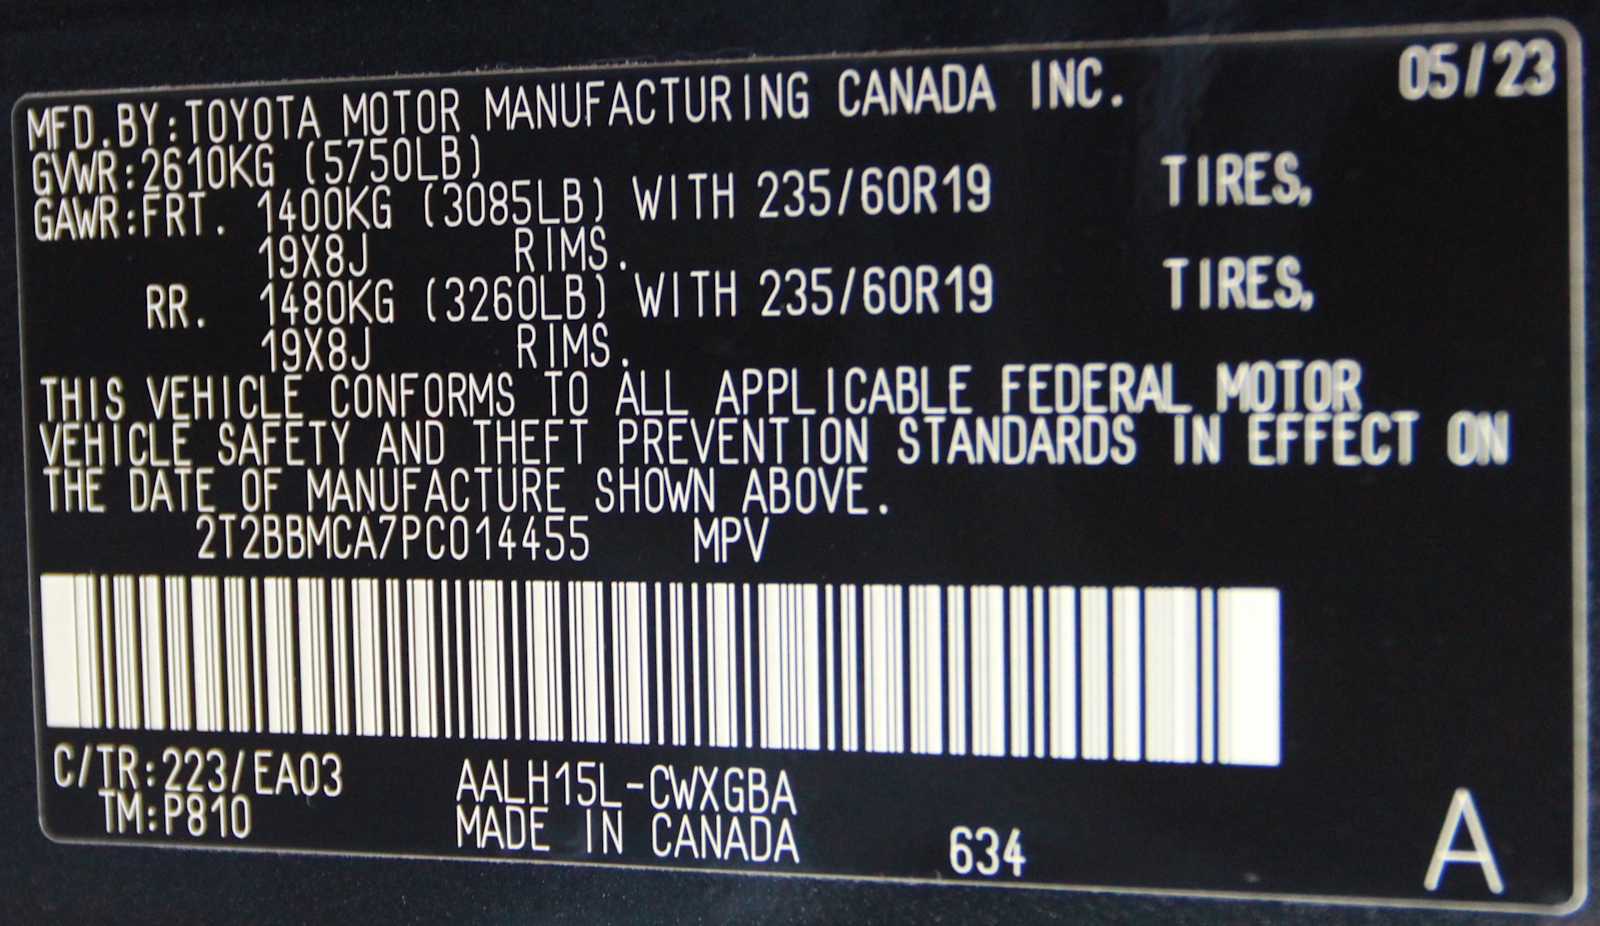 MFD.BY:TOYOTA MOTOR MANUFACTURING CANADA INC. 05/23
GVWR:2610KG (5750LB)
GAWR:FRT. 1400KG (3085LB) WITH 235/60R19 TIRES,
19X8J RIMS.
RR. 1480KG (3260LB) WITH 235/60R19 TIRES,
19X8J RIMS.
THIS VEHICLE CONFORMS TO ALL APPLICABLE FEDERAL MOTOR
VEHICLE SAFETY AND THEFT PREVENTION STANDARDS IN EFFECT ON
THE DATE OF MANUFACTURE SHOWN ABOVE.
2T2BBMCA7PC014455 MPV
C/TR:223/EA03 AALH15L-CWXGBA
TM:P810 MADE IN CANADA 634 A